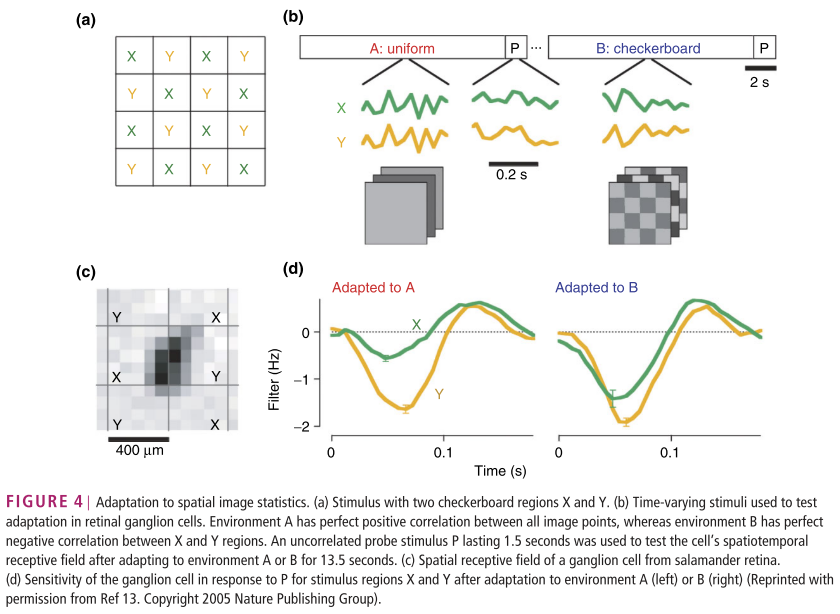 (a)
X Y X Y
Y X Y X
X Y X Y
Y X Y X
(b)
A: uniform P ... B: checkerboard P
2 s
X
Y
0.2 s
(c)
Y X
X Y
Y X
400 μm
(d)
Adapted to A
Adapted to B
Filter (Hz)
0
−1
−2
X
Y
0 0.1 0 0.1
Time (s)
FIGURE 4 | Adaptation to spatial image statistics. (a) Stimulus with two checkerboard regions X and Y. (b) Time-varying stimuli used to test
adaptation in retinal ganglion cells. Environment A has perfect positive correlation between all image points, whereas environment B has perfect
negative correlation between X and Y regions. An uncorrelated probe stimulus P lasting 1.5 seconds was used to test the cell's spatiotemporal
receptive field after adapting to environment A or B for 13.5 seconds. (c) Spatial receptive field of a ganglion cell from salamander retina.
(d) Sensitivity of the ganglion cell in response to P for stimulus regions X and Y after adaptation to environment A (left) or B (right) (Reprinted with
permission from Ref 13. Copyright 2005 Nature Publishing Group).